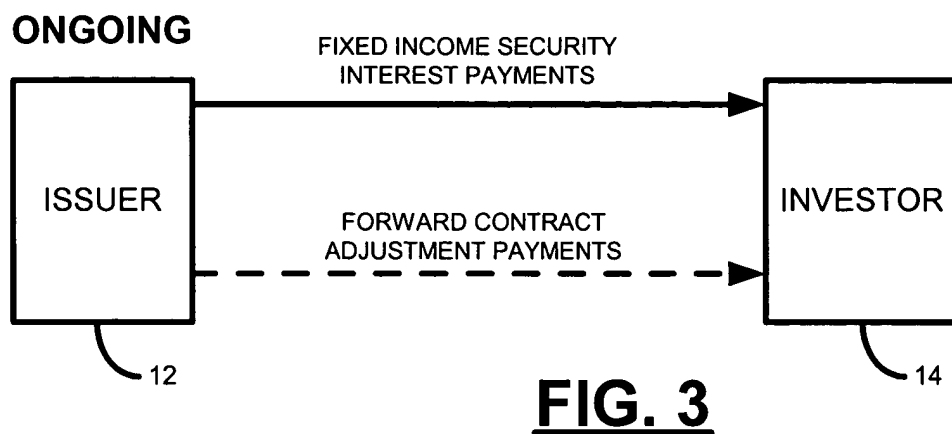 ONGOING
FIXED INCOME SECURITY
INTEREST PAYMENTS
ISSUER
INVESTOR
FORWARD CONTRACT
ADJUSTMENT PAYMENTS
12
14
FIG. 3